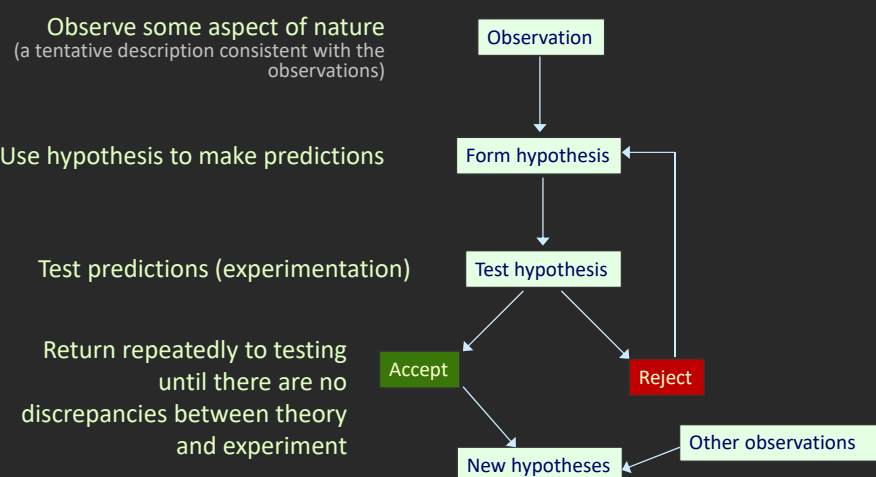 Observe some aspect of nature
(a tentative description consistent with the
observations)
Observation
Use hypothesis to make predictions
Form hypothesis
Test predictions (experimentation)
Test hypothesis
Return repeatedly to testing
until there are no
discrepancies between theory
and experiment
Accept
Reject
Other observations
New hypotheses